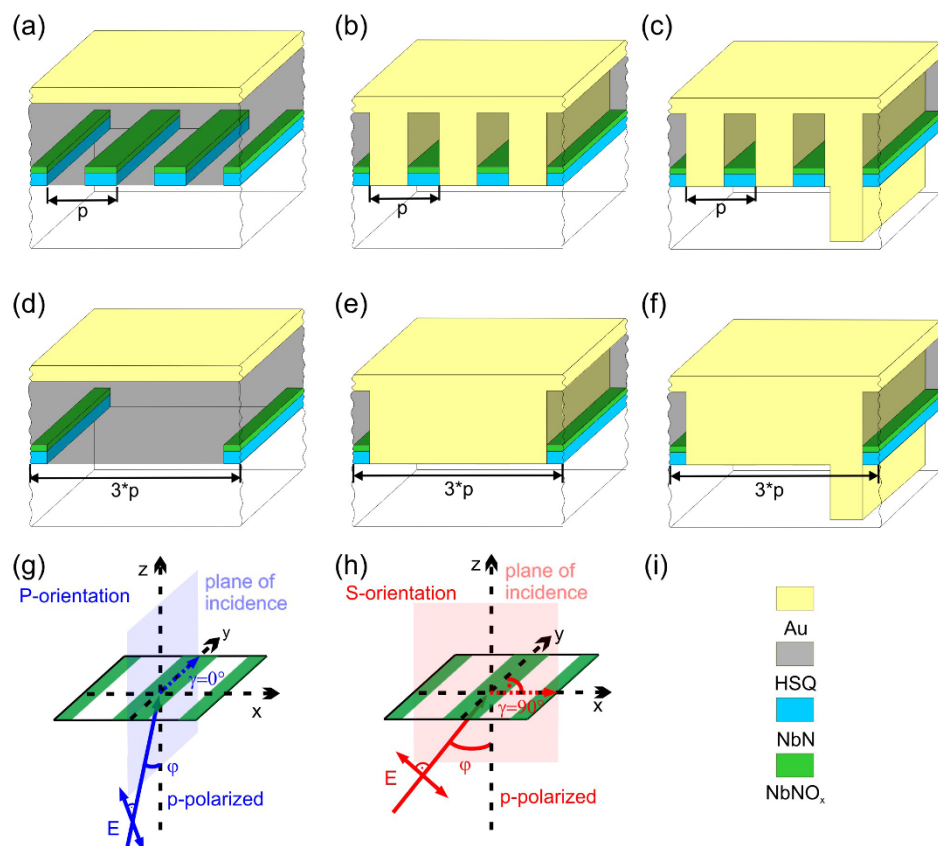 (a)
(b)
(c)
p
p
p
(d)
(e)
(f)
3*p
3*p
3*p
(g)
P-orientation
z
plane of
incidence
y
γ=0°
x
φ
E
p-polarized
(h)
S-orientation
z
plane of
incidence
y
γ=90°
x
φ
E
p-polarized
(i)
Au
HSQ
NbN
NbNOₓ